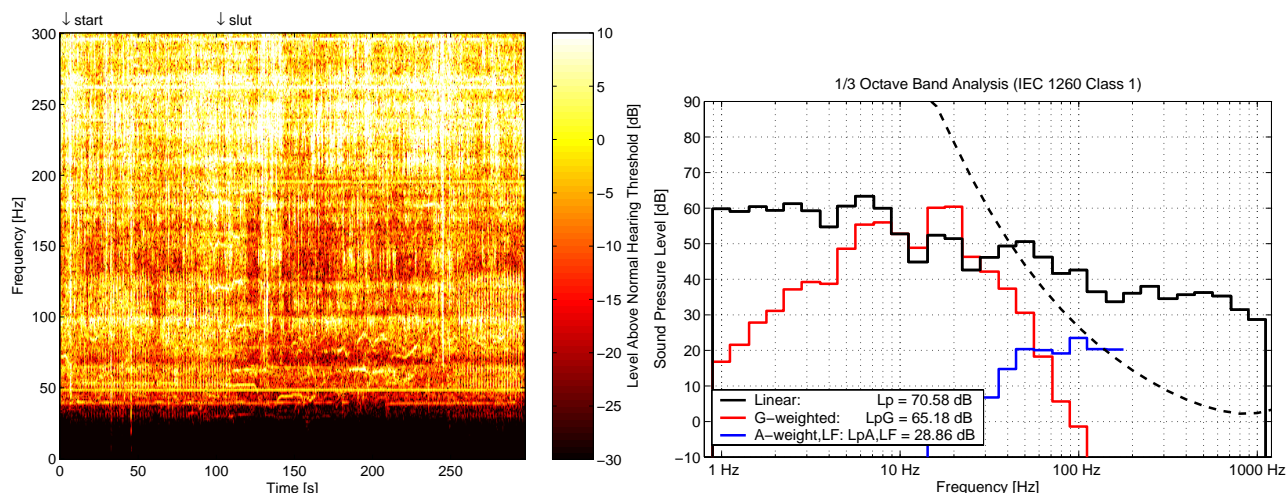 ↓ start ↓ slut
300
250
200
150
100
50
0
Frequency [Hz]
0 50 100 150 200 250
Time [s]
10
5
0
−5
−10
−15
−20
−25
−30
Level Above Normal Hearing Threshold [dB]
1/3 Octave Band Analysis (IEC 1260 Class 1)
90
80
70
60
50
40
30
20
10
0
−10
Sound Pressure Level [dB]
Linear: Lp = 70.58 dB
G−weighted: LpG = 65.18 dB
A−weight,LF: LpA,LF = 28.86 dB
1 Hz 10 Hz 100 Hz 1000 Hz
Frequency [Hz]